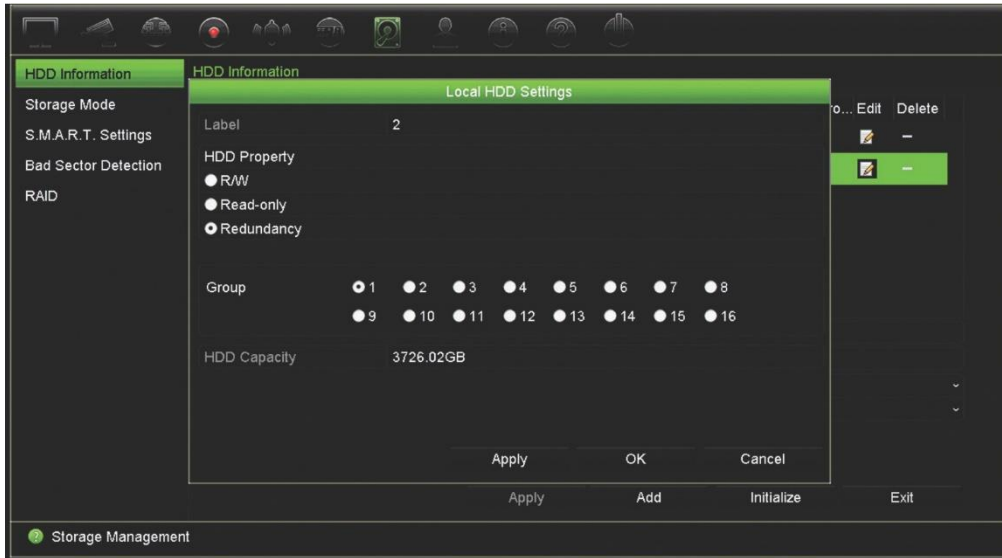 HDD Information
Storage Mode
S.M.A.R.T. Settings
Bad Sector Detection
RAID
HDD Information
Local HDD Settings
ro... Edit Delete
Label 2
HDD Property
R/W
Read-only
Redundancy
Group 1 2 3 4 5 6 7 8
9 10 11 12 13 14 15 16
HDD Capacity 3726.02GB
Apply OK Cancel
Apply Add Initialize Exit
Storage Management